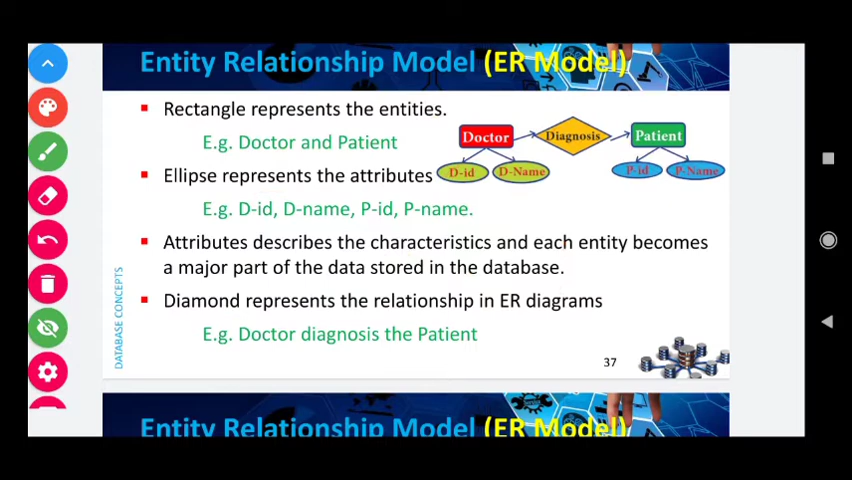 Entity Relationship Model (ER Model)
▪ Rectangle represents the entities.
E.g. Doctor and Patient
Doctor
Diagnosis
Patient
D-id
D-Name
P-id
P-Name
▪ Ellipse represents the attributes
E.g. D-id, D-name, P-id, P-name.
▪ Attributes describes the characteristics and each entity becomes
a major part of the data stored in the database.
▪ Diamond represents the relationship in ER diagrams
E.g. Doctor diagnosis the Patient
DATABASE CONCEPTS
37
Entity Relationship Model (ER Model)